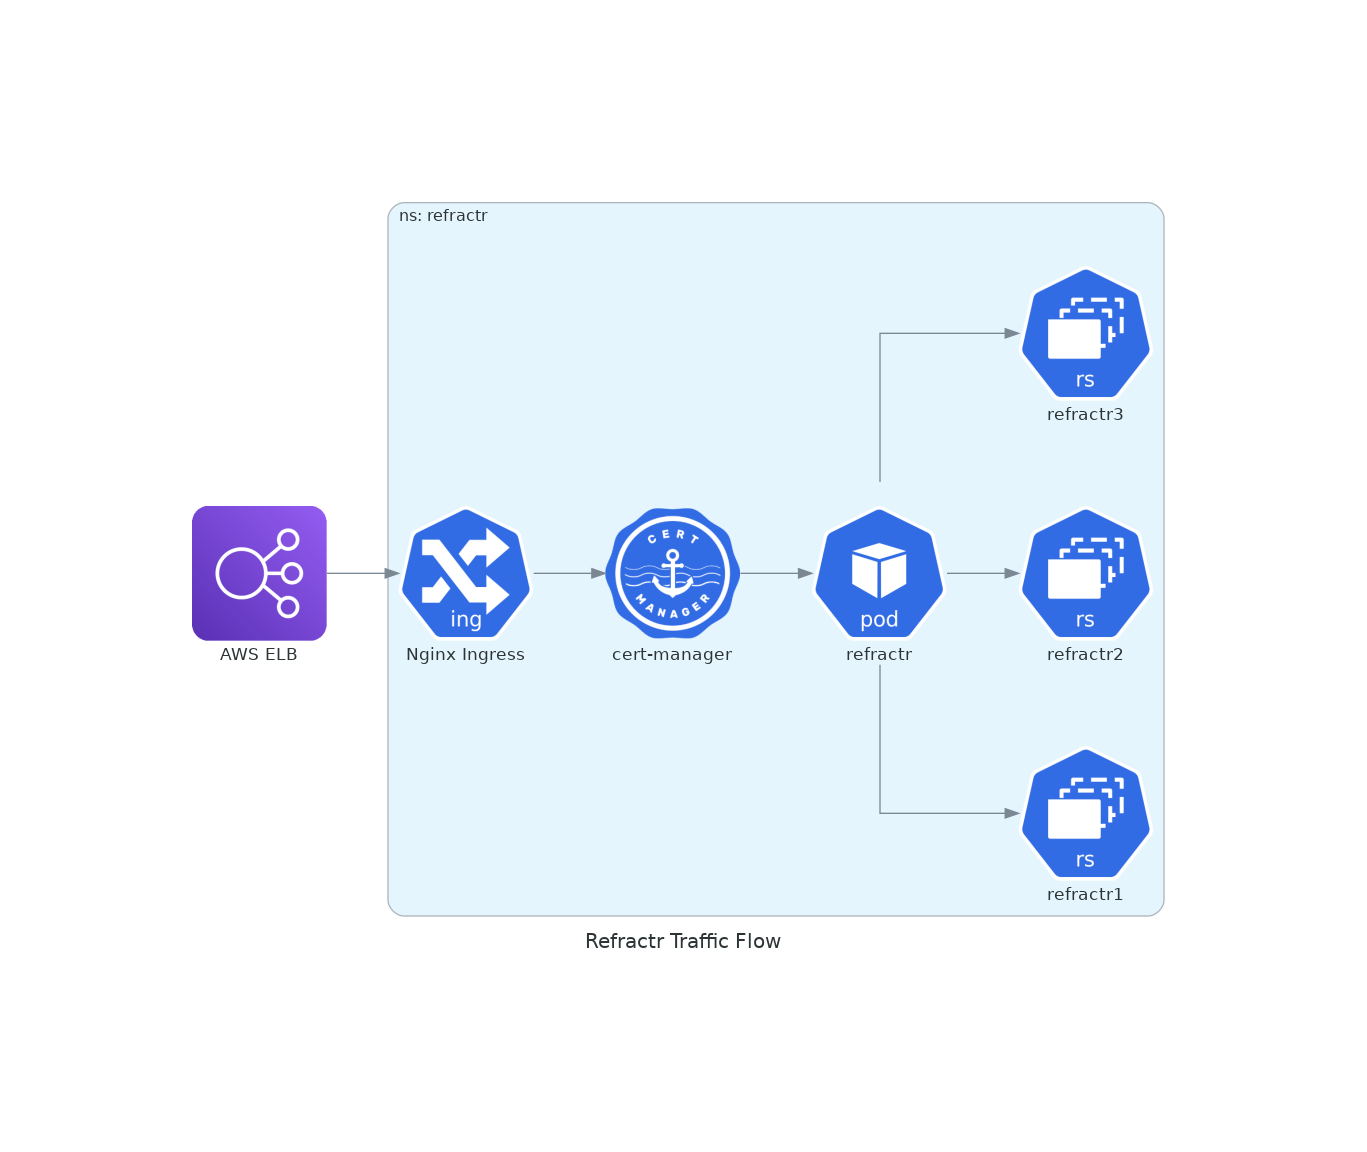 ns: refractr
rs
refractr3
AWS ELB
ing
Nginx Ingress
CERT
MANAGER
cert-manager
pod
refractr
rs
refractr2
rs
refractr1
Refractr Traffic Flow